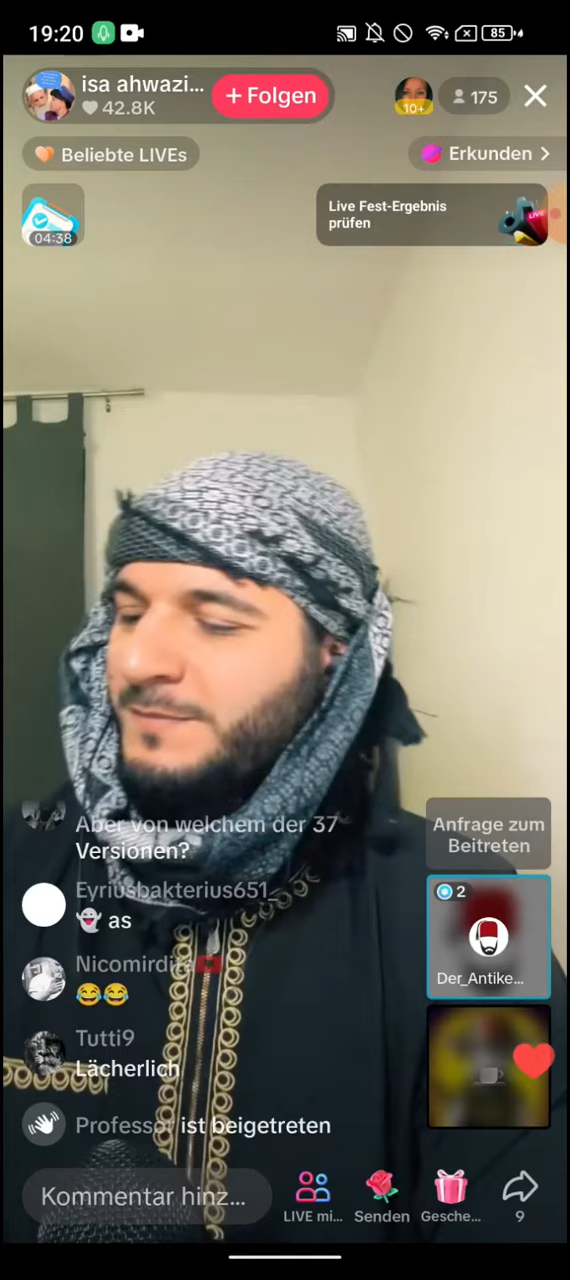 19:20
85
isa ahwazi...
42.8K
+ Folgen
10+
175
Beliebte LIVEs
Erkunden >
04:38
Live Fest-Ergebnis
prüfen
LIVE
Aber von welchem der 37
Versionen?
Anfrage zum
Beitreten
Eyriusbakterius651_
👻 as
2
Der_Antike...
😂😂
Tutti9
Lächerlich
Professor ist beigetreten
Kommentar hinz...
LIVE mi...
Senden
Gesche...
9